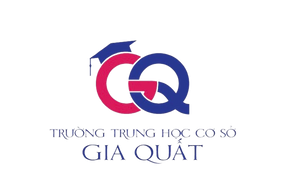 GQ
TRƯỜNG TRUNG HỌC CƠ SỞ
GIA QUẤT